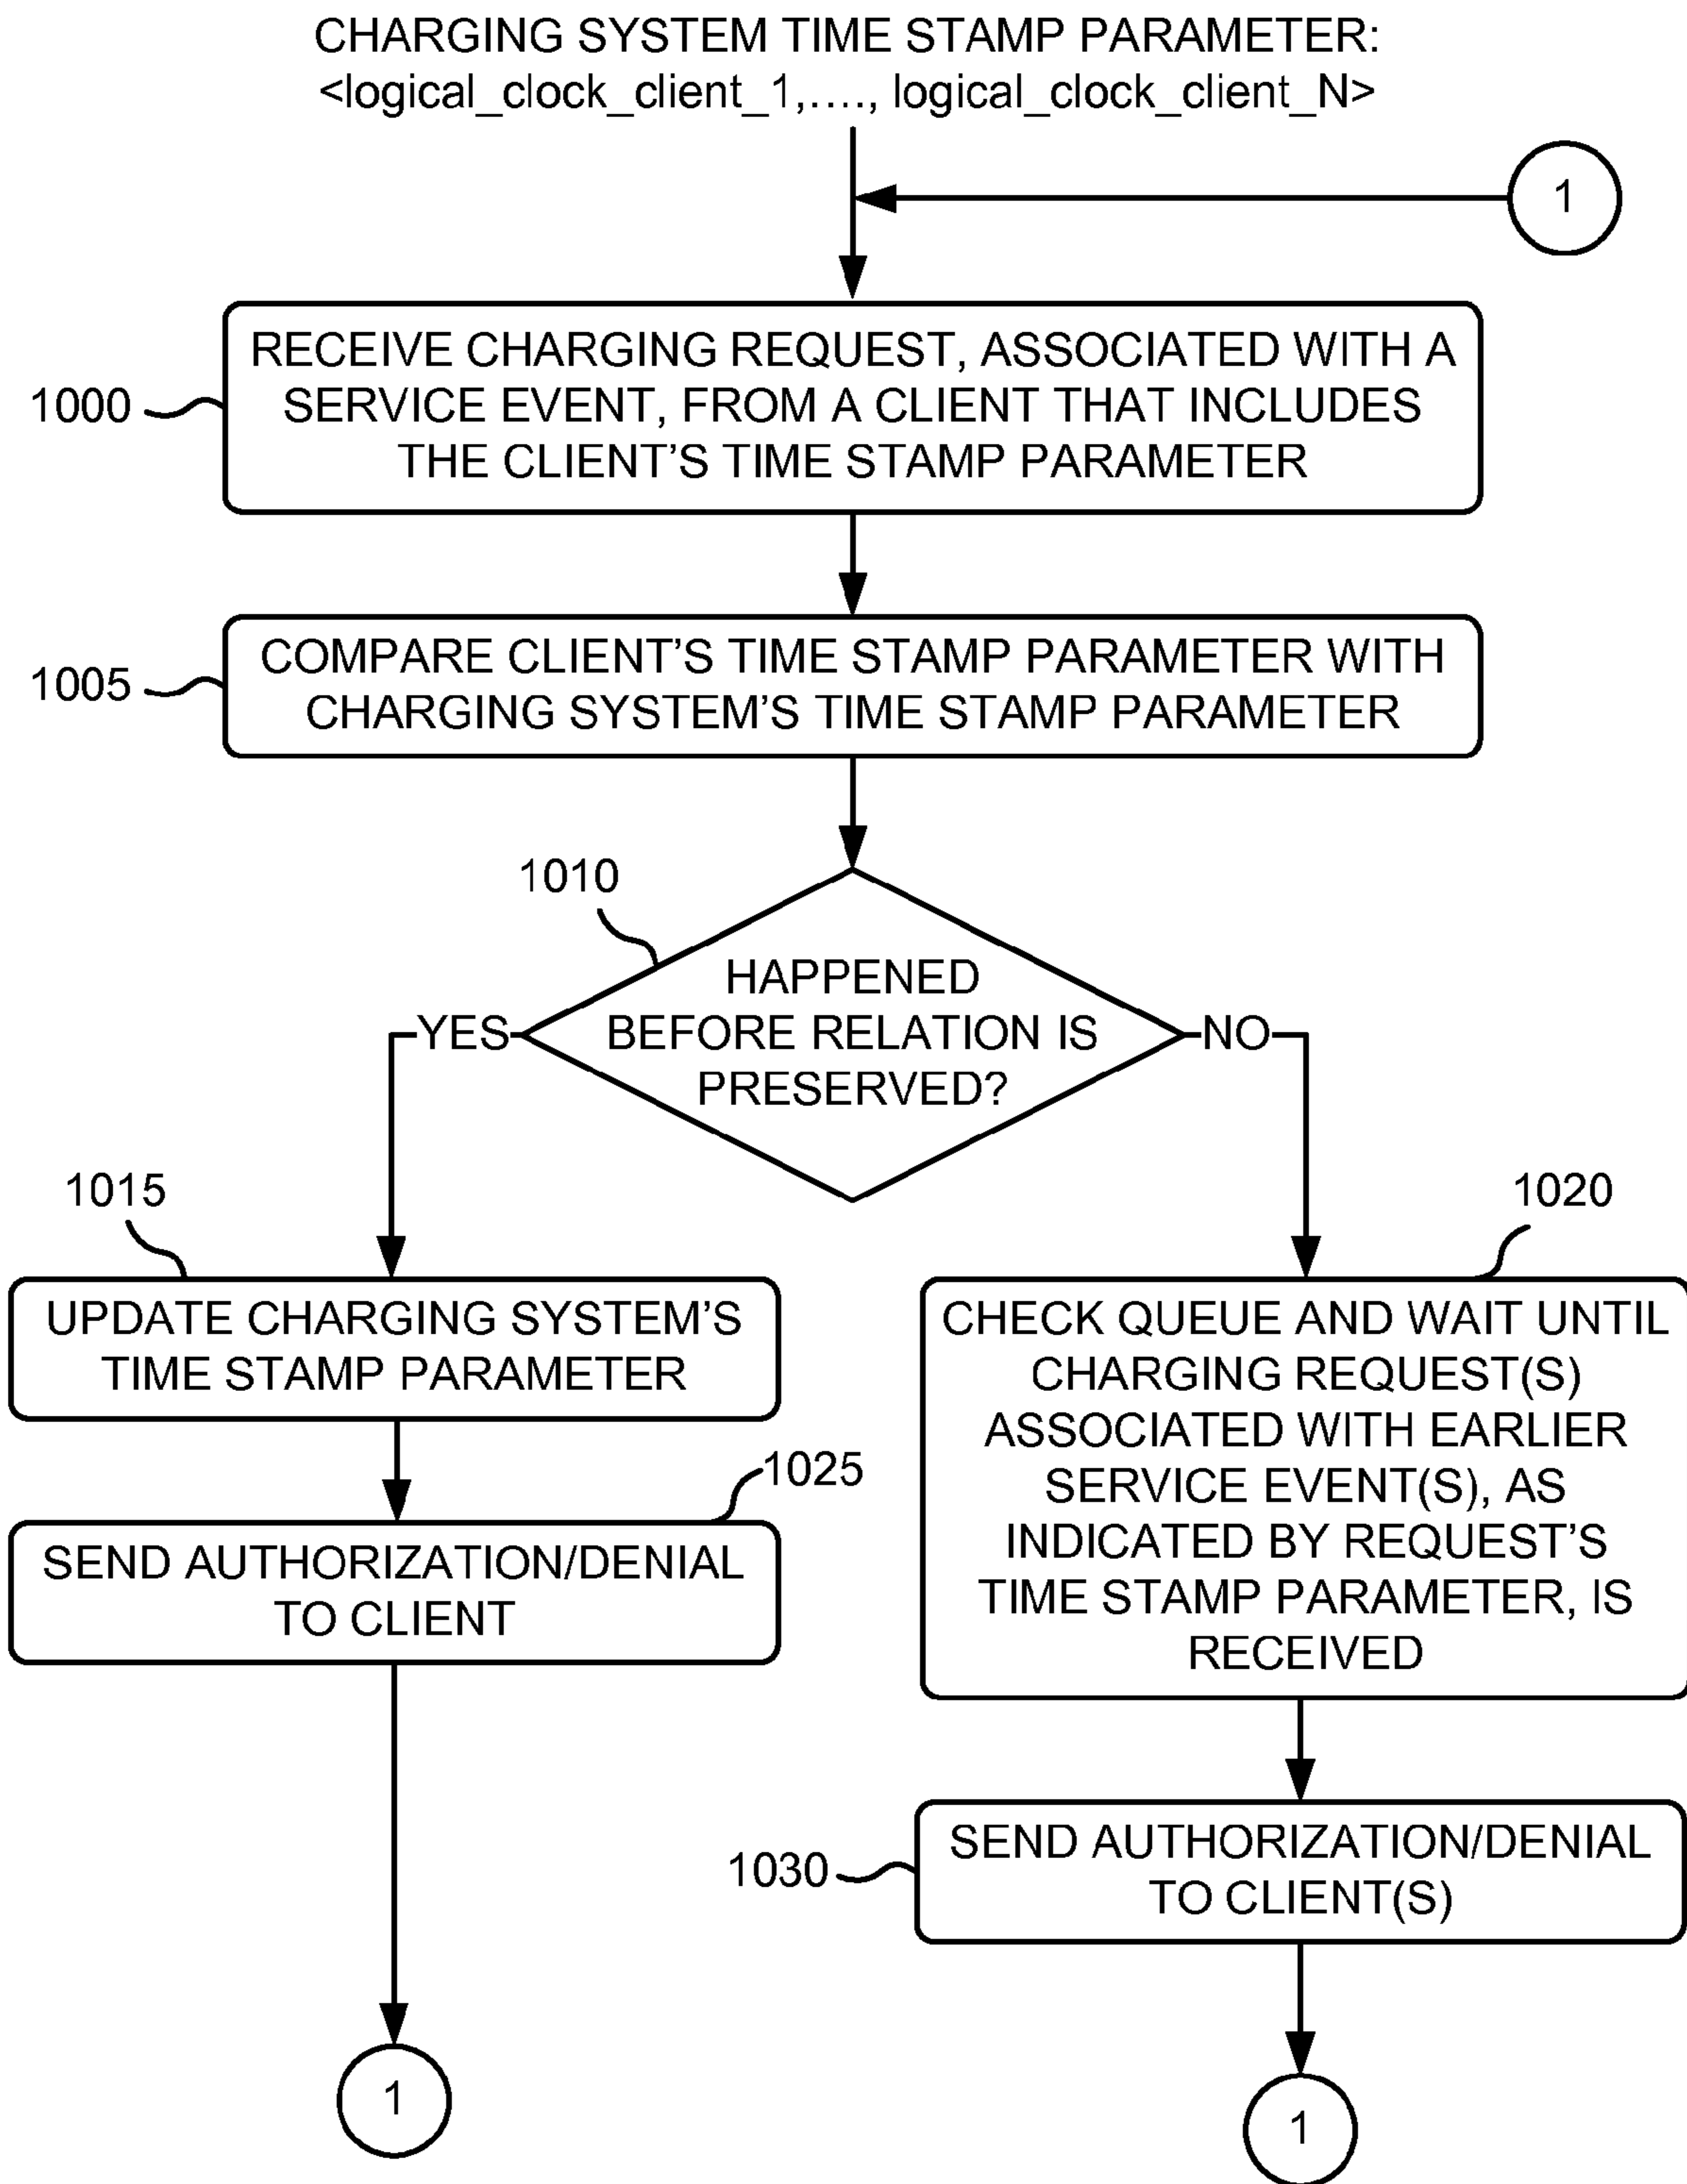 CHARGING SYSTEM TIME STAMP PARAMETER:
<logical_clock_client_1,...., logical_clock_client_N>
1
1000
RECEIVE CHARGING REQUEST, ASSOCIATED WITH A
SERVICE EVENT, FROM A CLIENT THAT INCLUDES
THE CLIENT'S TIME STAMP PARAMETER
1005
COMPARE CLIENT'S TIME STAMP PARAMETER WITH
CHARGING SYSTEM'S TIME STAMP PARAMETER
1010
HAPPENED
BEFORE RELATION IS
PRESERVED?
YES
NO
1015
UPDATE CHARGING SYSTEM'S
TIME STAMP PARAMETER
1025
SEND AUTHORIZATION/DENIAL
TO CLIENT
1
1020
CHECK QUEUE AND WAIT UNTIL
CHARGING REQUEST(S)
ASSOCIATED WITH EARLIER
SERVICE EVENT(S), AS
INDICATED BY REQUEST'S
TIME STAMP PARAMETER, IS
RECEIVED
1030
SEND AUTHORIZATION/DENIAL
TO CLIENT(S)
1